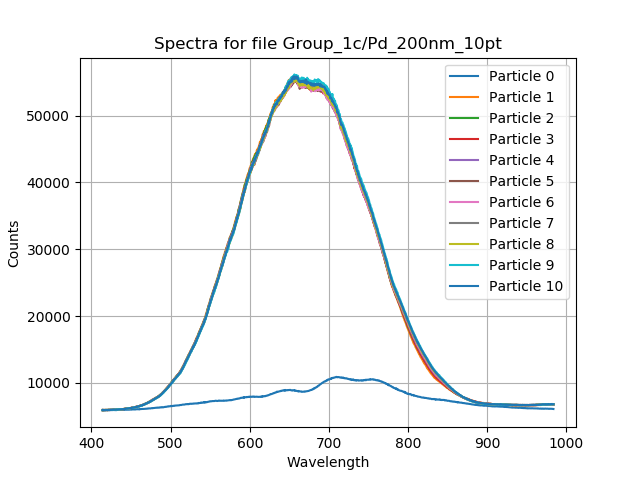 Spectra for file Group_1c/Pd_200nm_10pt
Counts
50000
40000
30000
20000
10000
400 500 600 700 800 900 1000
Wavelength
Particle 0
Particle 1
Particle 2
Particle 3
Particle 4
Particle 5
Particle 6
Particle 7
Particle 8
Particle 9
Particle 10